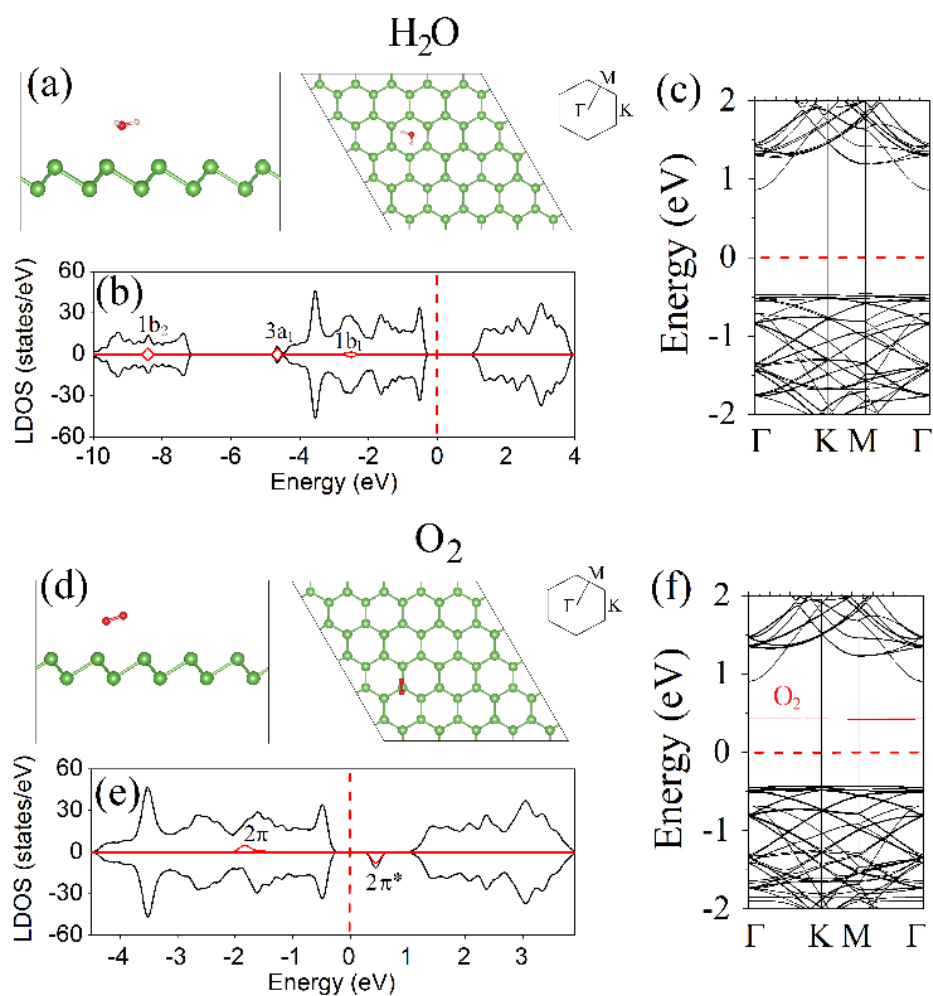 H₂O
(a)
M
Γ
K
(c)
2
1
0
-1
-2
Energy (eV)
Γ K M Γ
(b)
60
30
0
-30
-60
LDOS (states/eV)
1b₂
3a₁
1b₁
-10 -8 -6 -4 -2 0 2 4
Energy (eV)
O₂
(d)
M
Γ
K
(f)
2
1
0
-1
-2
Energy (eV)
O₂
Γ K M Γ
(e)
60
30
0
-30
-60
LDOS (states/eV)
2π
2π*
-4 -3 -2 -1 0 1 2 3
Energy (eV)